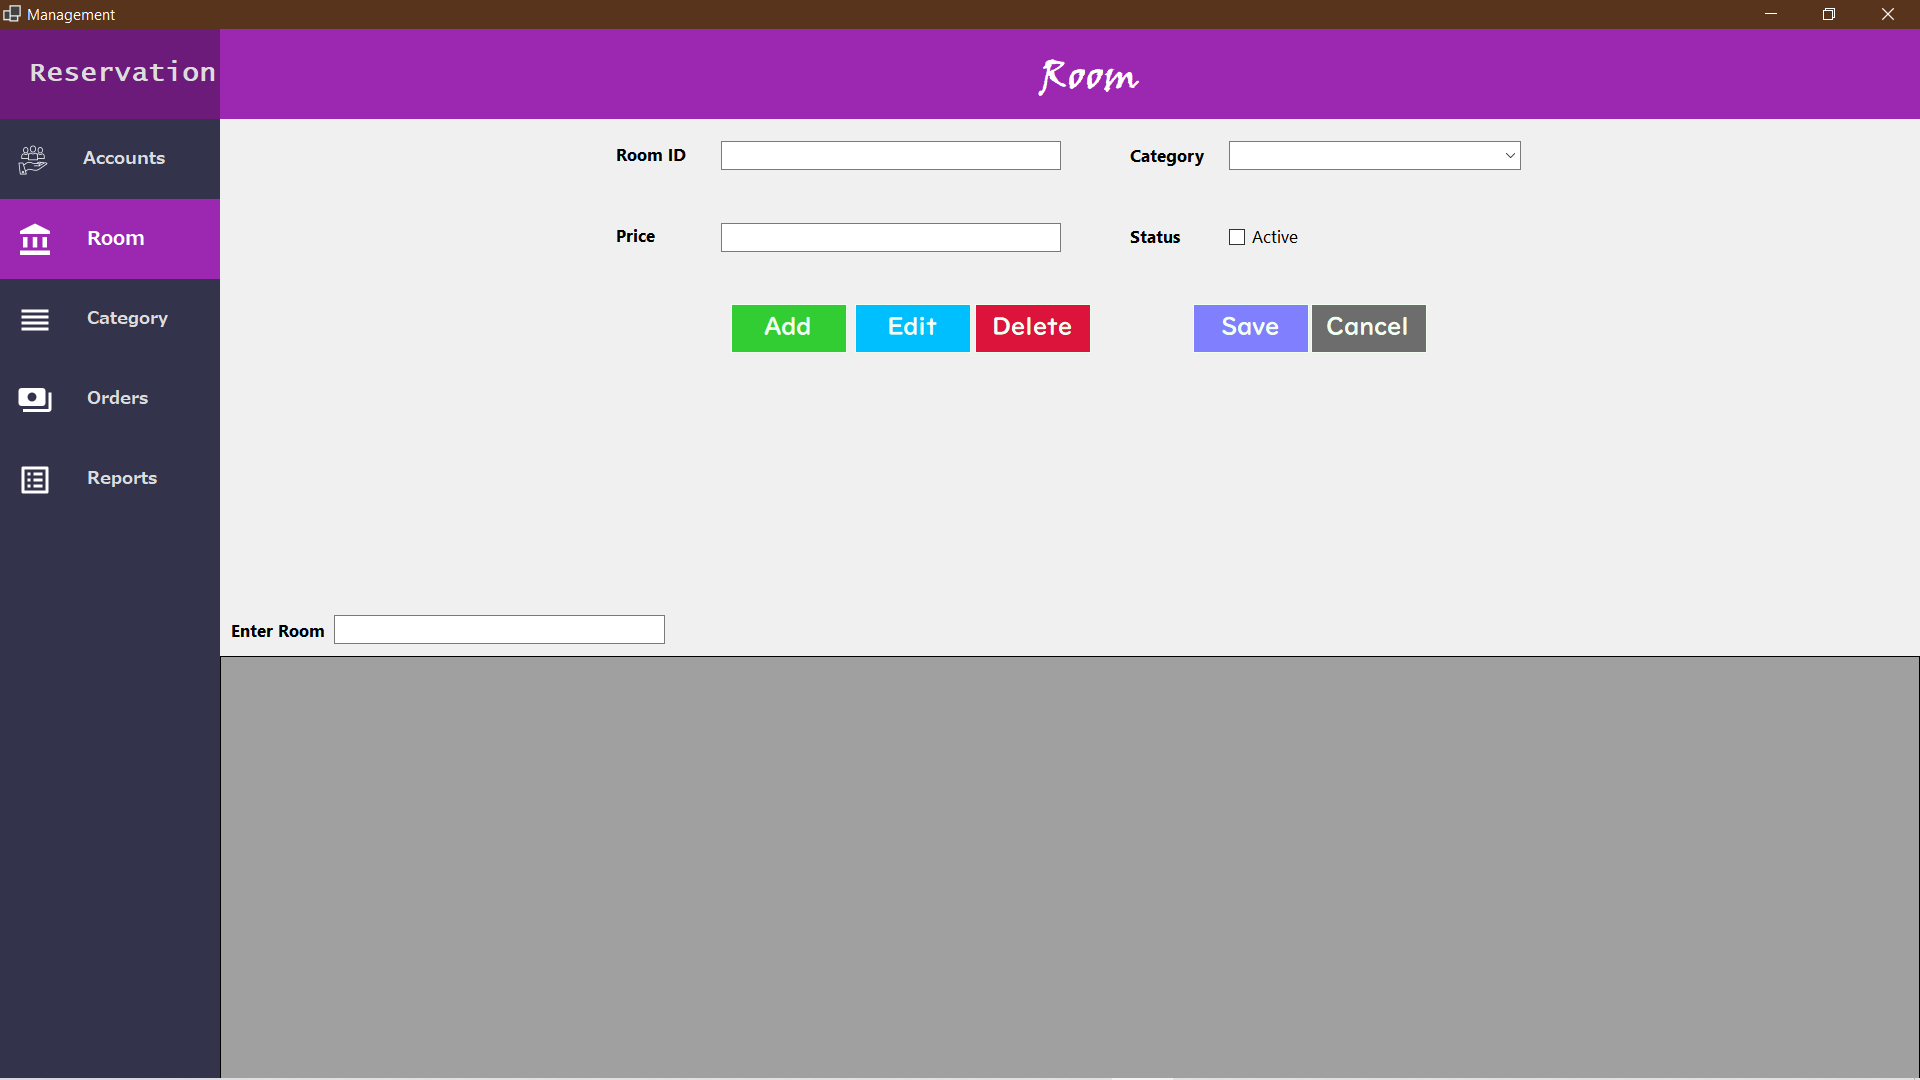 Management
Reservation
Room
Accounts
Room
Category
Orders
Reports
Room ID
Category
Price
Status
Active
Add
Edit
Delete
Save
Cancel
Enter Room